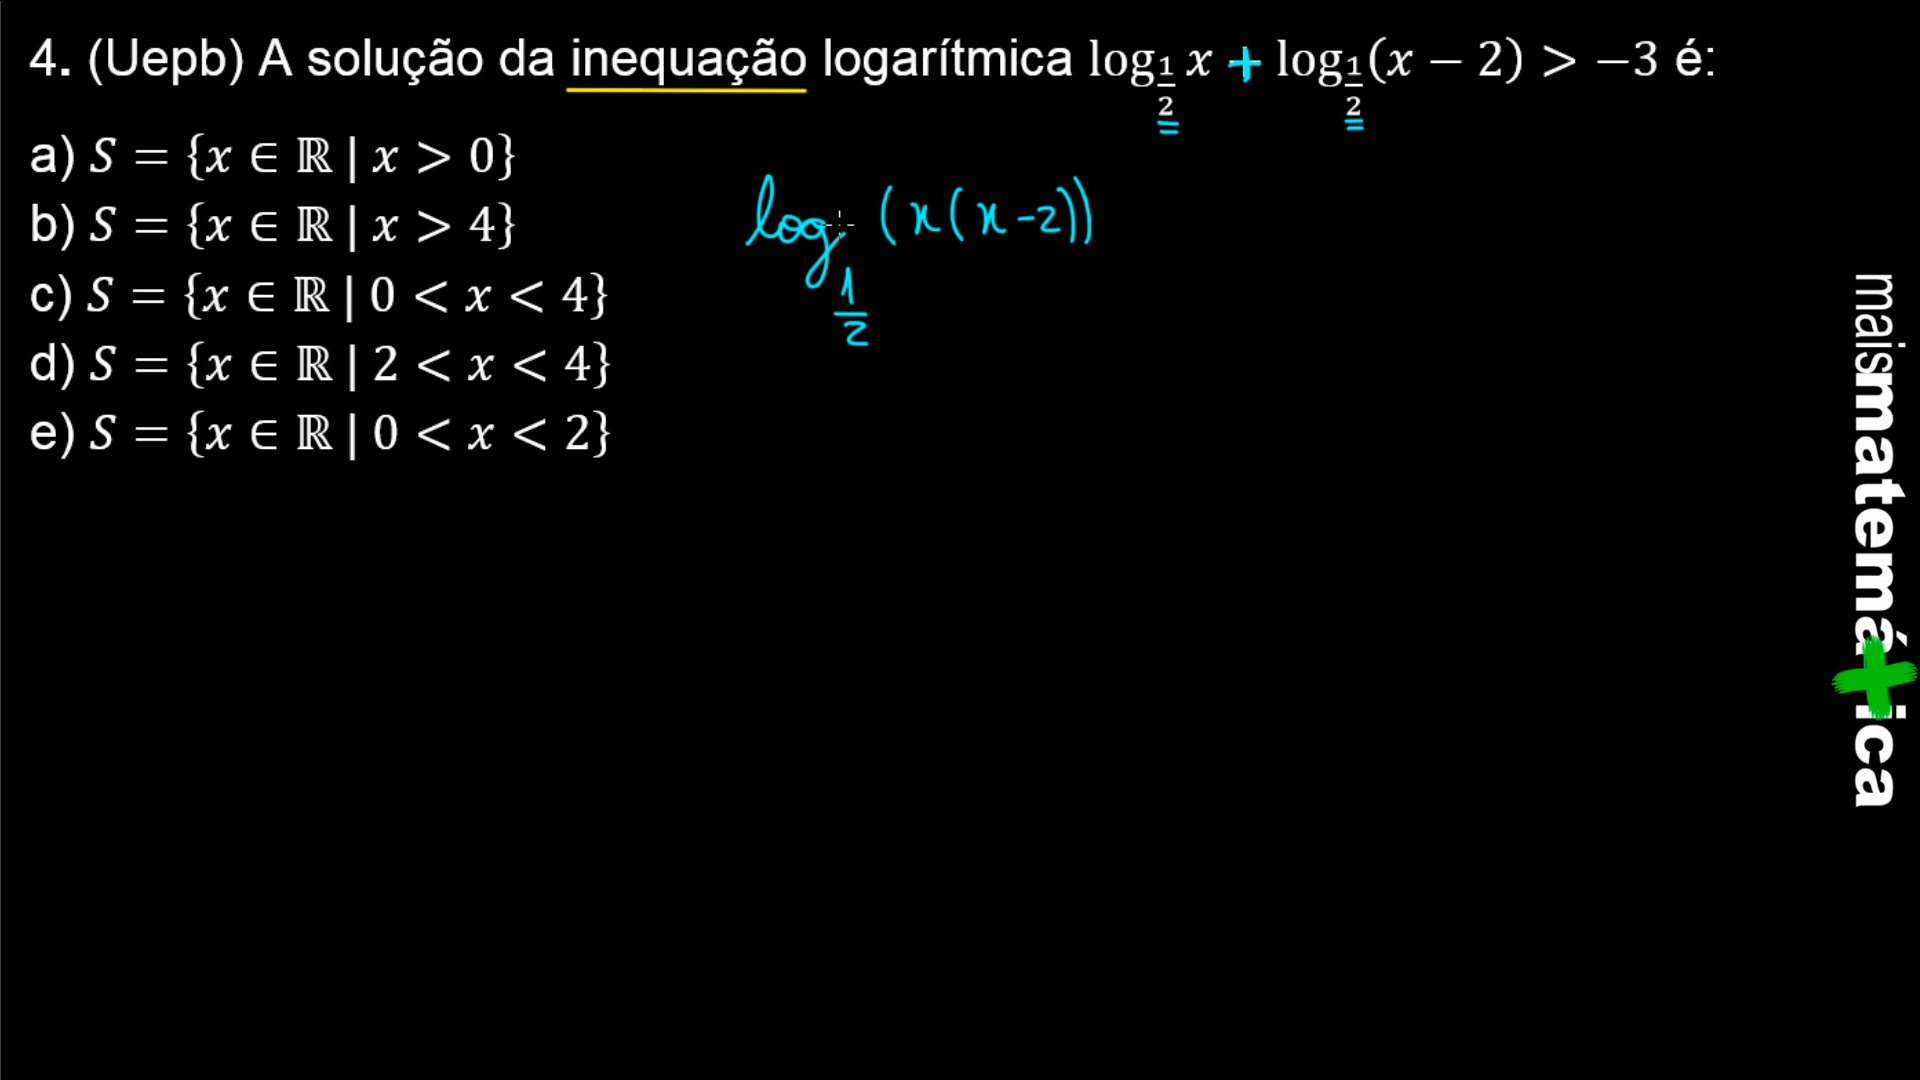 4. (Uepb) A solução da inequação logarítmica log_{1/2} x + log_{1/2}(x − 2) > −3 é:
a) S = {x ∈ ℝ | x > 0}
b) S = {x ∈ ℝ | x > 4}
c) S = {x ∈ ℝ | 0 < x < 4}
d) S = {x ∈ ℝ | 2 < x < 4}
e) S = {x ∈ ℝ | 0 < x < 2}
log_{1/2} (x(x-2))
maismatemática